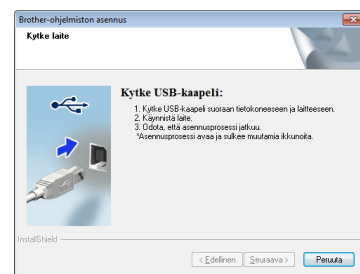 Brother-ohjelmiston asennus
Kytke laite
Kytke USB-kaapeli:
1. Kytke USB-kaapeli suoraan tietokoneeseen ja laitteeseen.
2. Käynnistä laite.
3. Odota, että asennusprosessi jatkuu.
*Asennusprosessi avaa ja sulkee muutamia ikkunoita.
InstallShield
< Edellinen
Seuraava >
Peruuta